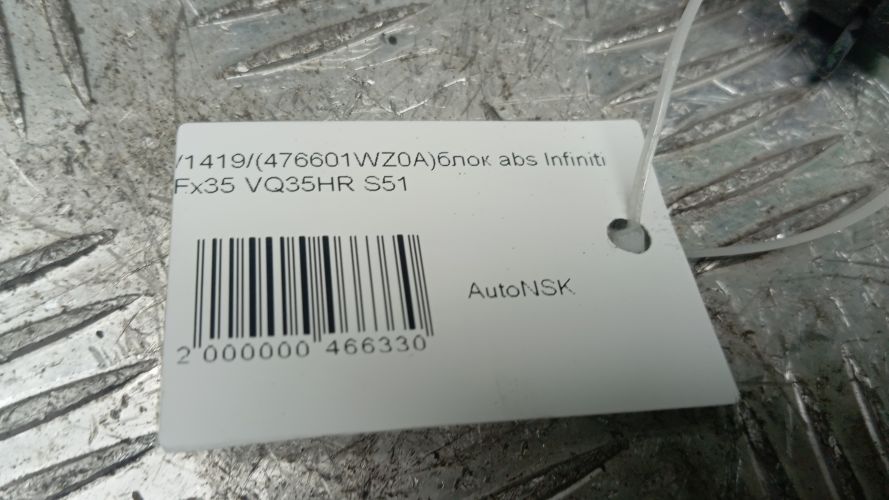 /1419/(476601WZ0A)блок abs Infiniti
Fx35 VQ35HR S51
AutoNSK
2 000000 466330